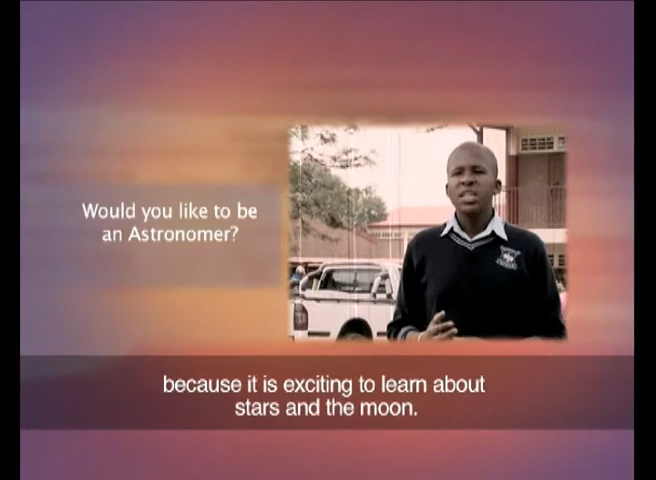 Would you like to be
an Astronomer?
because it is exciting to learn about
stars and the moon.